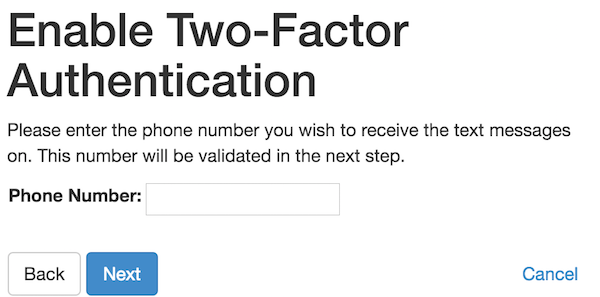 Enable Two-Factor
Authentication
Please enter the phone number you wish to receive the text messages
on. This number will be validated in the next step.
Phone Number:
Back Next Cancel